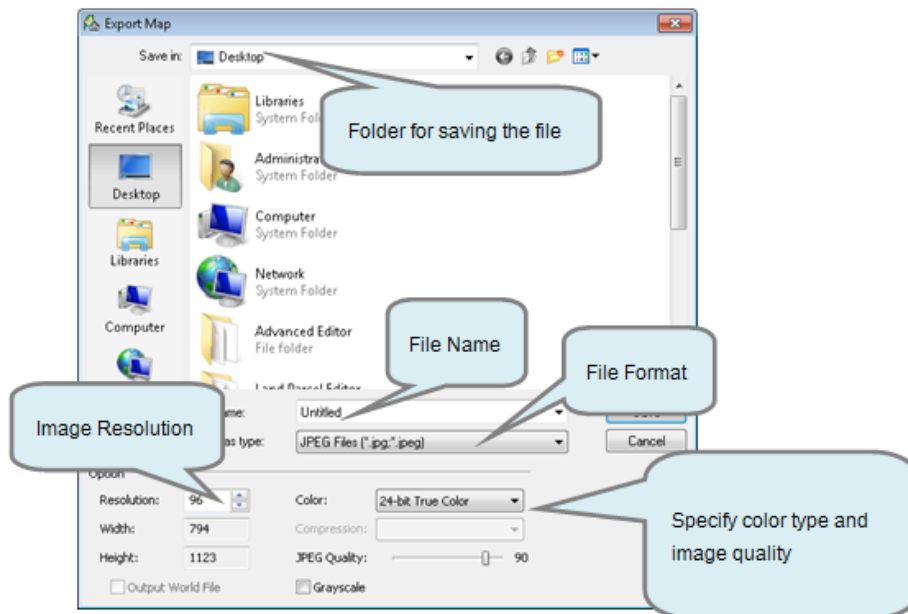 Export Map
Save in:
Desktop
Recent Places
Desktop
Libraries
Computer
Libraries
System
Folder for saving the file
System Folder
Computer
System Folder
Network
System Folder
Advanced Editor
File folder
Land Parcel Editor
File Name
File Format
Image Resolution
Untitled
as type:
JPEG Files (*.jpg;*.jpeg)
Cancel
Option
Resolution:
96
Color:
24-bit True Color
Width:
794
Compression:
Height:
1123
JPEG Quality:
90
Output World File
Grayscale
Specify color type and
image quality